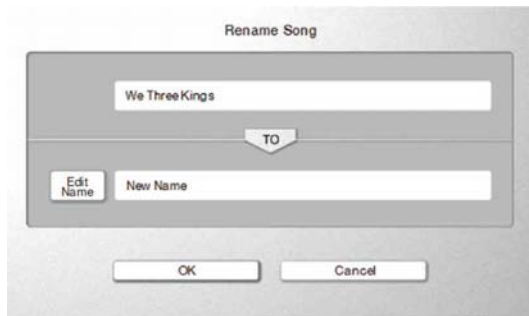 Rename Song
We Three Kings
TO
Edit
Name
New Name
OK
Cancel